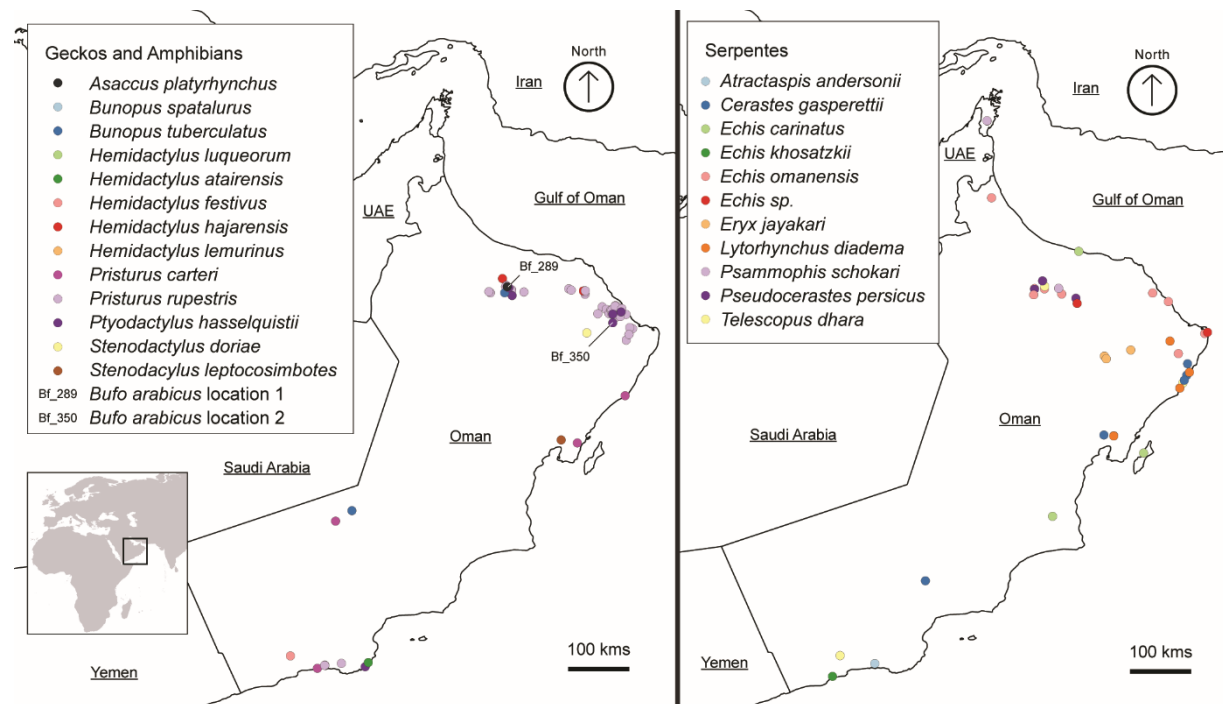 Geckos and Amphibians
Asaccus platyrhynchus
Bunopus spatalurus
Bunopus tuberculatus
Hemidactylus luqueorum
Hemidactylus atairensis
Hemidactylus festivus
Hemidactylus hajarensis
Hemidactylus lemurinus
Pristurus carteri
Pristurus rupestris
Ptyodactylus hasselquistii
Stenodactylus doriae
Stenodacylus leptocosimbotes
Bf_289 Bufo arabicus location 1
Bf_350 Bufo arabicus location 2
North
Iran
UAE
Gulf of Oman
Bf_289
Bf_350
Oman
Saudi Arabia
Yemen
100 kms
Serpentes
Atractaspis andersonii
Cerastes gasperettii
Echis carinatus
Echis khosatzkii
Echis omanensis
Echis sp.
Eryx jayakari
Lytorhynchus diadema
Psammophis schokari
Pseudocerastes persicus
Telescopus dhara
North
Iran
UAE
Gulf of Oman
Oman
Saudi Arabia
Yemen
100 kms